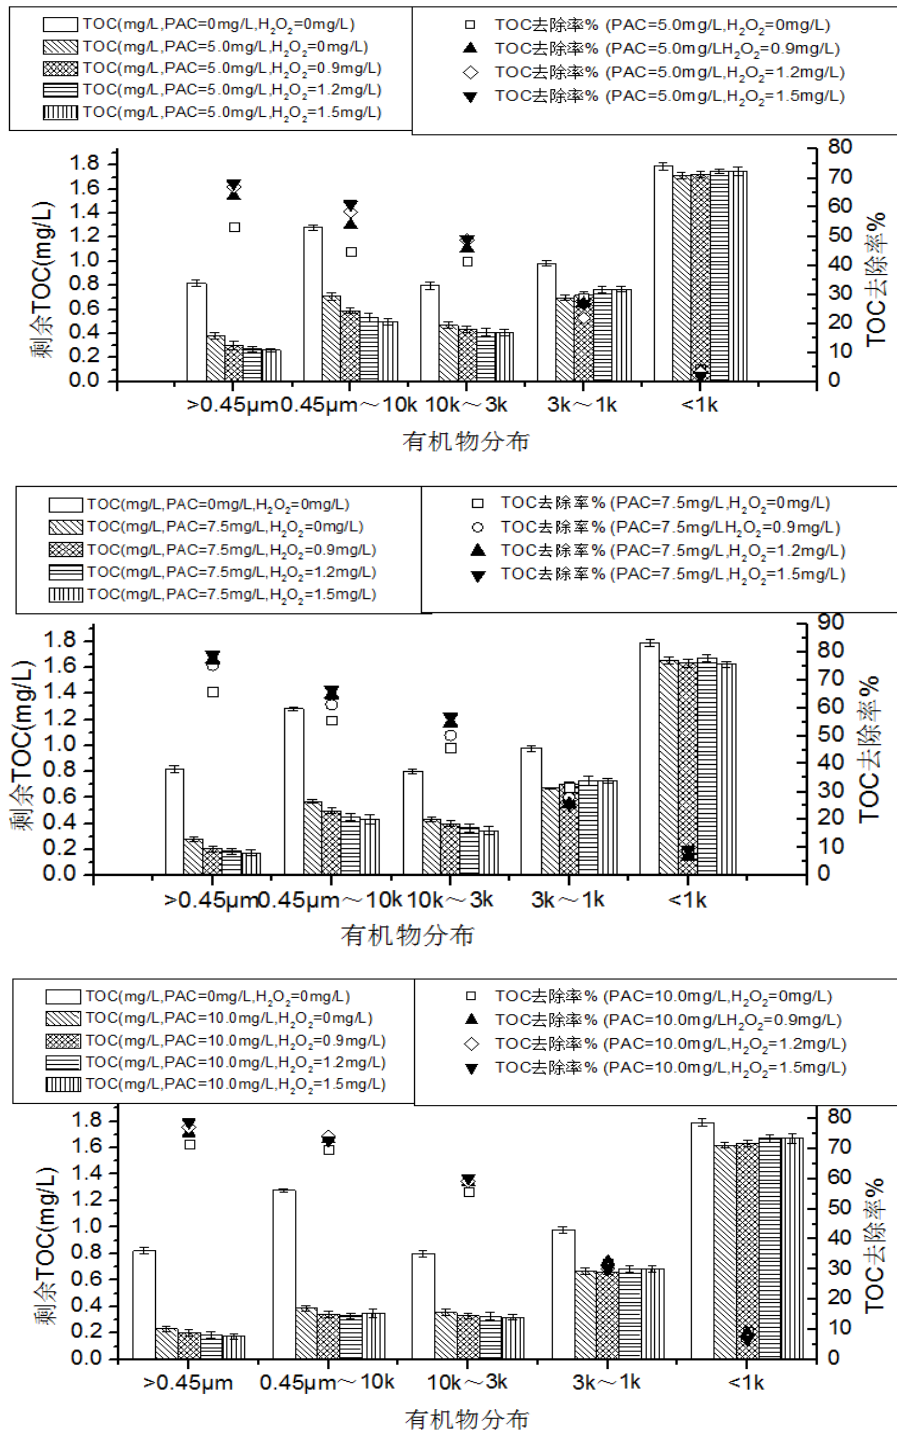 TOC(mg/L,PAC=0mg/L,H₂O₂=0mg/L)
TOC(mg/L,PAC=5.0mg/L,H₂O₂=0mg/L)
TOC(mg/L,PAC=5.0mg/L,H₂O₂=0.9mg/L)
TOC(mg/L,PAC=5.0mg/L,H₂O₂=1.2mg/L)
TOC(mg/L,PAC=5.0mg/L,H₂O₂=1.5mg/L)
TOC去除率% (PAC=5.0mg/L,H₂O₂=0mg/L)
TOC去除率% (PAC=5.0mg/LH₂O₂=0.9mg/L)
TOC去除率% (PAC=5.0mg/L,H₂O₂=1.2mg/L)
TOC去除率% (PAC=5.0mg/L,H₂O₂=1.5mg/L)
剩余TOC(mg/L)
1.8
1.6
1.4
1.2
1.0
0.8
0.6
0.4
0.2
0.0
80
70
60
50
40
30
20
10
0
TOC去除率%
>0.45μm 0.45μm～10k 10k～3k 3k～1k <1k
有机物分布
TOC(mg/L,PAC=0mg/L,H₂O₂=0mg/L)
TOC(mg/L,PAC=7.5mg/L,H₂O₂=0mg/L)
TOC(mg/L,PAC=7.5mg/L,H₂O₂=0.9mg/L)
TOC(mg/L,PAC=7.5mg/L,H₂O₂=1.2mg/L)
TOC(mg/L,PAC=7.5mg/L,H₂O₂=1.5mg/L)
TOC去除率% (PAC=7.5mg/L,H₂O₂=0mg/L)
TOC去除率% (PAC=7.5mg/LH₂O₂=0.9mg/L)
TOC去除率% (PAC=7.5mg/L,H₂O₂=1.2mg/L)
TOC去除率% (PAC=7.5mg/L,H₂O₂=1.5mg/L)
剩余TOC(mg/L)
1.8
1.6
1.4
1.2
1.0
0.8
0.6
0.4
0.2
0.0
90
80
70
60
50
40
30
20
10
0
TOC去除率%
>0.45μm 0.45μm～10k 10k～3k 3k～1k <1k
有机物分布
TOC(mg/L,PAC=0mg/L,H₂O₂=0mg/L)
TOC(mg/L,PAC=10.0mg/L,H₂O₂=0mg/L)
TOC(mg/L,PAC=10.0mg/L,H₂O₂=0.9mg/L)
TOC(mg/L,PAC=10.0mg/L,H₂O₂=1.2mg/L)
TOC(mg/L,PAC=10.0mg/L,H₂O₂=1.5mg/L)
TOC去除率% (PAC=10.0mg/L,H₂O₂=0mg/L)
TOC去除率% (PAC=10.0mg/LH₂O₂=0.9mg/L)
TOC去除率% (PAC=10.0mg/L,H₂O₂=1.2mg/L)
TOC去除率% (PAC=10.0mg/L,H₂O₂=1.5mg/L)
剩余TOC(mg/L)
1.8
1.6
1.4
1.2
1.0
0.8
0.6
0.4
0.2
0.0
80
70
60
50
40
30
20
10
0
TOC去除率%
>0.45μm 0.45μm～10k 10k～3k 3k～1k <1k
有机物分布